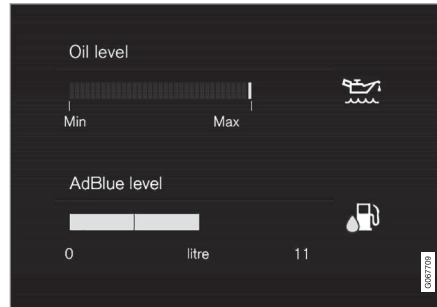 Oil level
Min Max
AdBlue level
0 litre 11
G067709